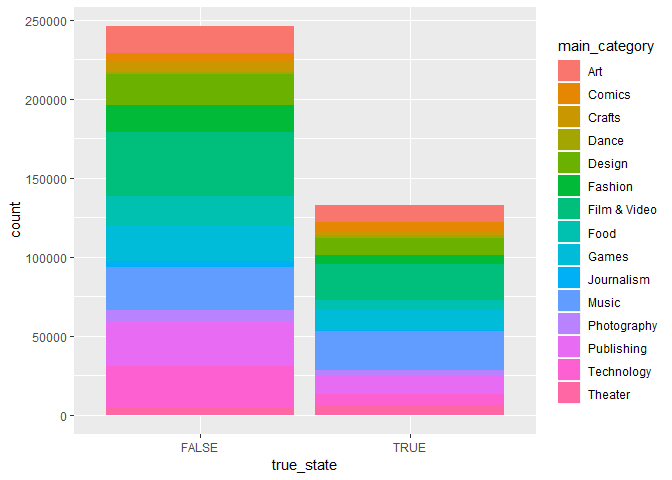 250000
200000
150000
100000
50000
0
count
FALSE
TRUE
true_state
main_category
Art
Comics
Crafts
Dance
Design
Fashion
Film & Video
Food
Games
Journalism
Music
Photography
Publishing
Technology
Theater